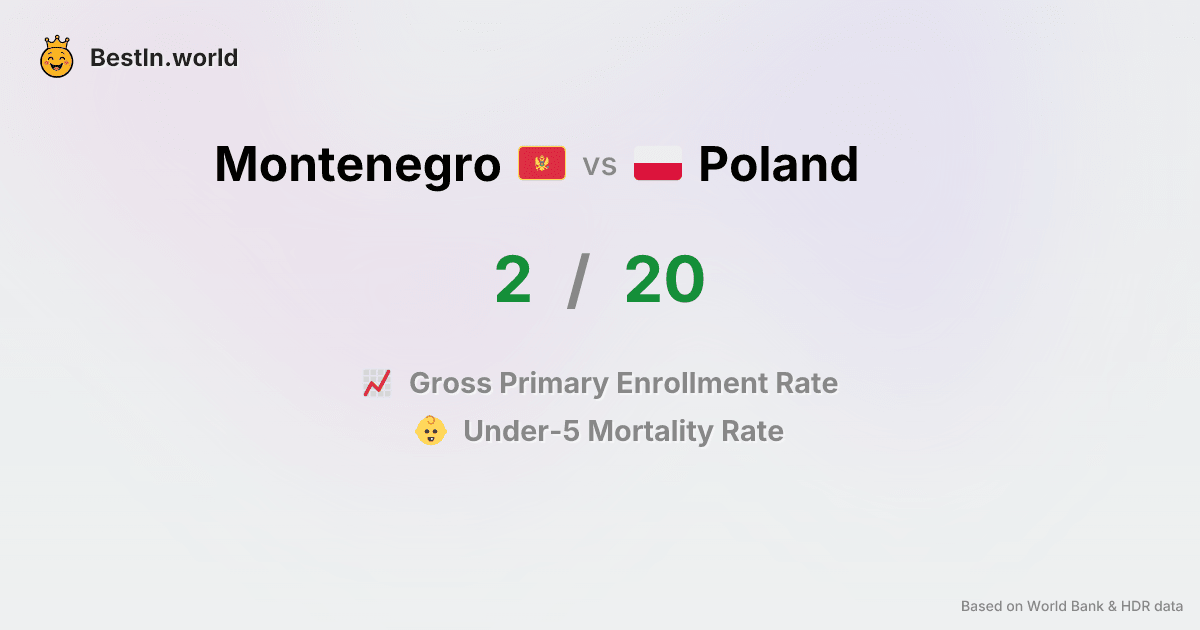 BestIn.world
Montenegro vs Poland
2 / 20
Gross Primary Enrollment Rate
Under-5 Mortality Rate
Based on World Bank & HDR data